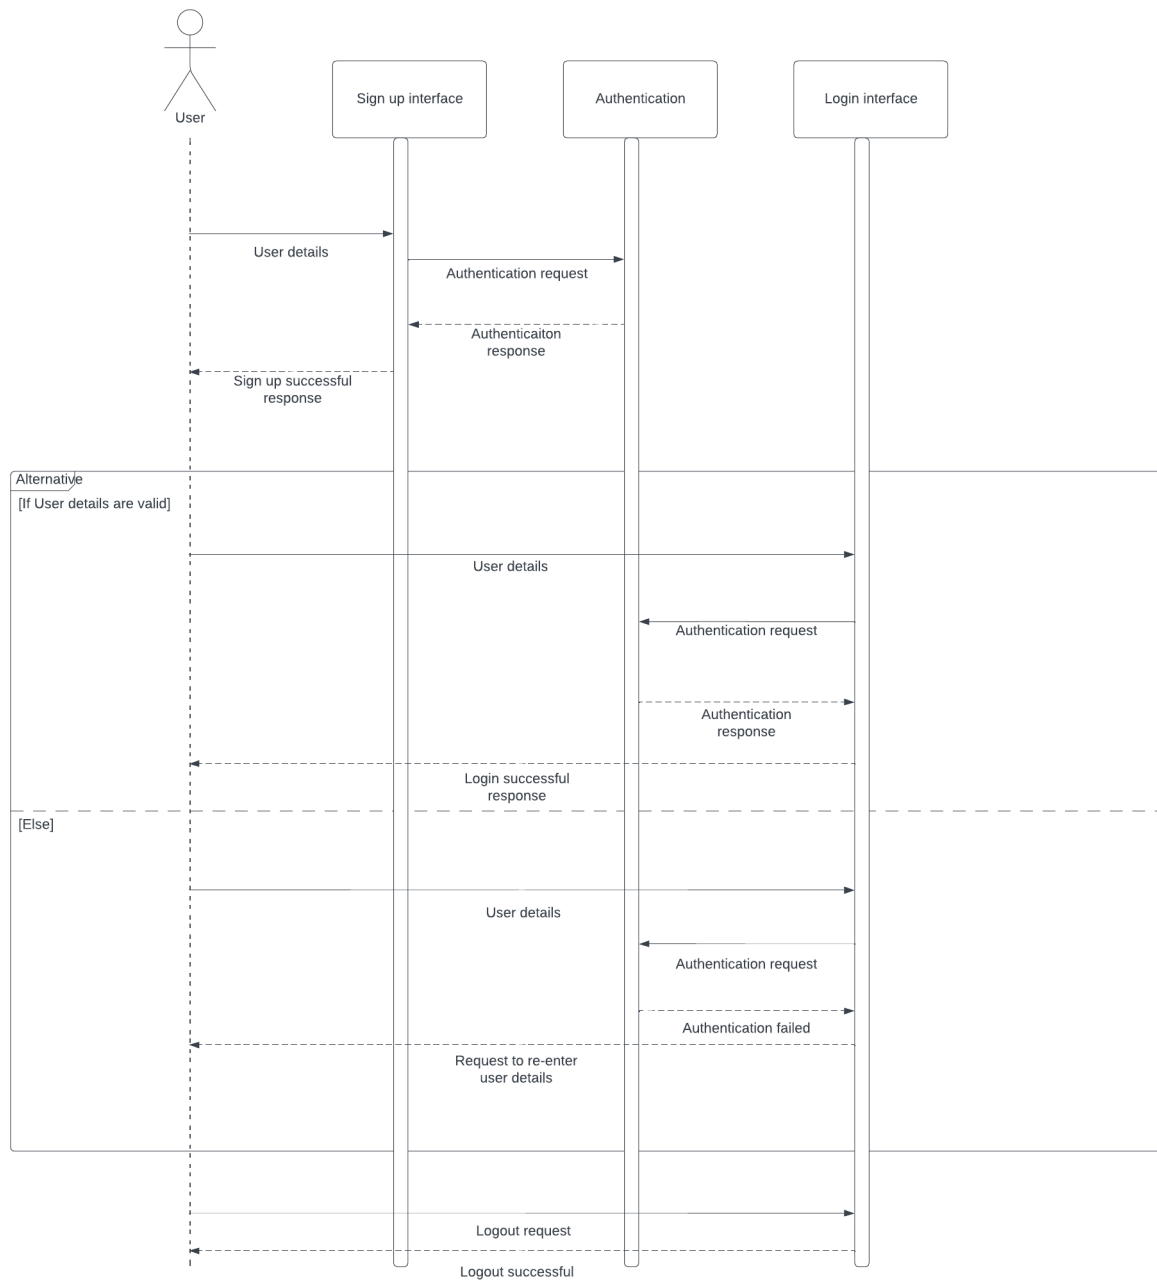 User
Sign up interface
Authentication
Login interface
User details
Authentication request
Authenticaiton
response
Sign up successful
response
Alternative
[If User details are valid]
User details
Authentication request
Authentication
response
Login successful
response
[Else]
User details
Authentication request
Authentication failed
Request to re-enter
user details
Logout request
Logout successful